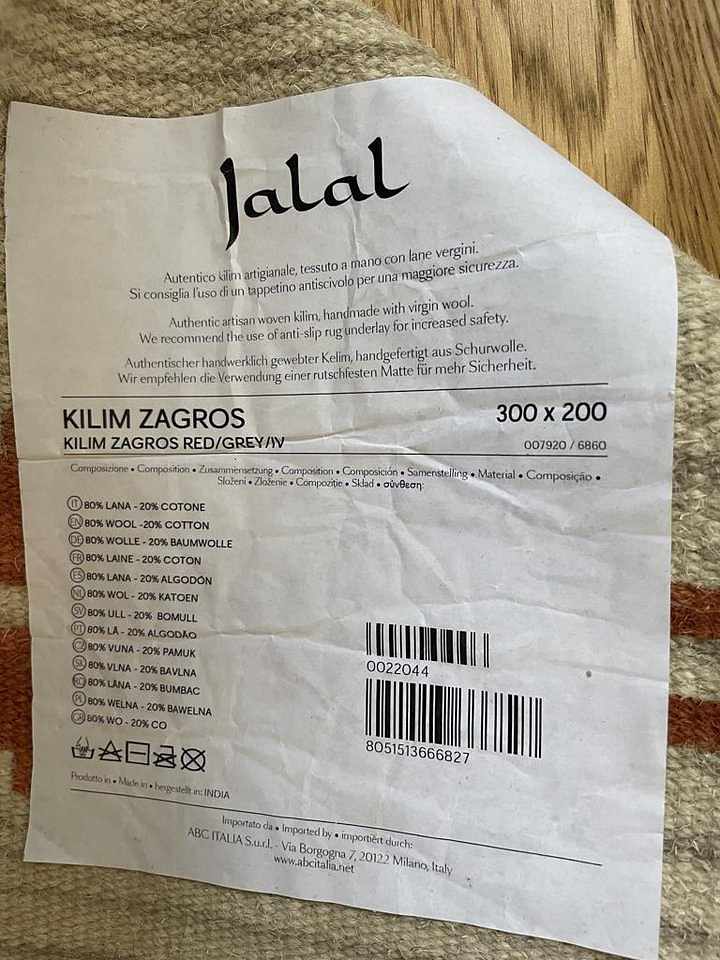 Jalal
Autentico kilim artigianale, tessuto a mano con lane vergini.
Si consiglia l'uso di un tappetino antiscivolo per una maggiore sicurezza.
Authentic artisan woven kilim, handmade with virgin wool.
We recommend the use of anti-slip rug underlay for increased safety.
Authentischer handwerklich gewebter Kelim, handgefertigt aus Schurwolle.
Wir empfehlen die Verwendung einer rutschfesten Matte für mehr Sicherheit.
KILIM ZAGROS 300 x 200
KILIM ZAGROS RED/GREY/IV 007920 / 6860
Composizione • Composition • Zusammensetzung • Composition • Composición • Samenstelling • Material • Composição •
Složení • Zloženie • Compoziție • Skład • σύνθεση:
IT 80% LANA - 20% COTONE
EN 80% WOOL -20% COTTON
DE 80% WOLLE - 20% BAUMWOLLE
FR 80% LAINE - 20% COTON
ES 80% LANA - 20% ALGODÓN
NL 80% WOL - 20% KATOEN
SV 80% ULL - 20% BOMULL
PT 80% LÃ - 20% ALGODÃO
CZ 80% VUNA - 20% PAMUK
SK 80% VLNA - 20% BAVLNA
RO 80% LÂNA - 20% BUMBAC
PL 80% WELNA - 20% BAWELNA
GR 80% WO - 20% CO
0022044
8051513666827
Prodotto in • Made in • hergestellt in: INDIA
Importato da • Imported by • importiert durch:
ABC ITALIA S.u.r.l. - Via Borgogna 7, 20122 Milano, Italy
www.abcitalia.net